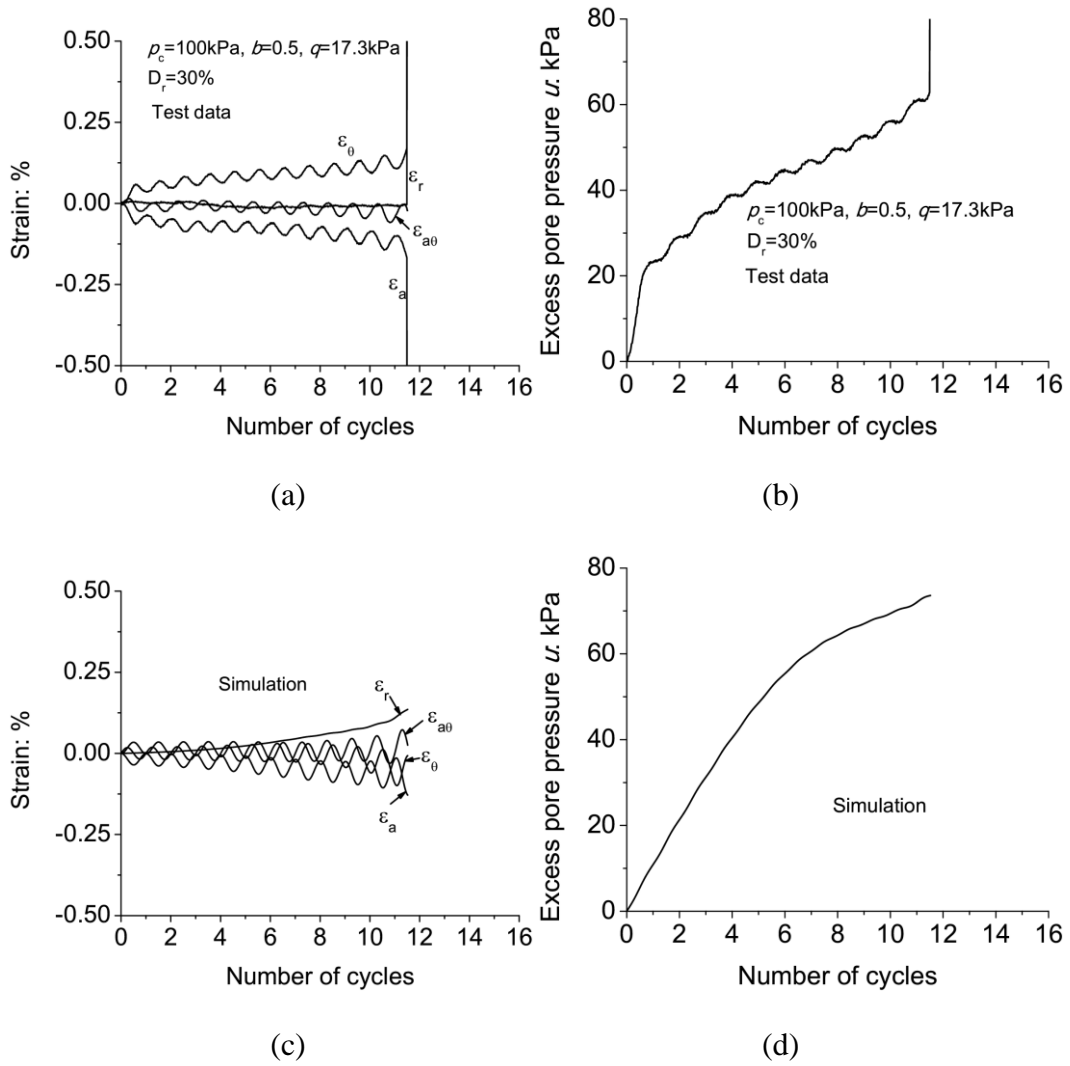 0.50
0.25
0.00
-0.25
-0.50
Strain: %
p_c=100kPa, b=0.5, q=17.3kPa
D_r=30%
Test data
ε_θ
ε_r
ε_aθ
ε_a
0 2 4 6 8 10 12 14 16
Number of cycles
(a)
80
60
40
20
0
Excess pore pressure u: kPa
p_c=100kPa, b=0.5, q=17.3kPa
D_r=30%
Test data
0 2 4 6 8 10 12 14 16
Number of cycles
(b)
0.50
0.25
0.00
-0.25
-0.50
Strain: %
Simulation
ε_r
ε_aθ
ε_θ
ε_a
0 2 4 6 8 10 12 14 16
Number of cycles
(c)
80
60
40
20
0
Excess pore pressure u: kPa
Simulation
0 2 4 6 8 10 12 14 16
Number of cycles
(d)